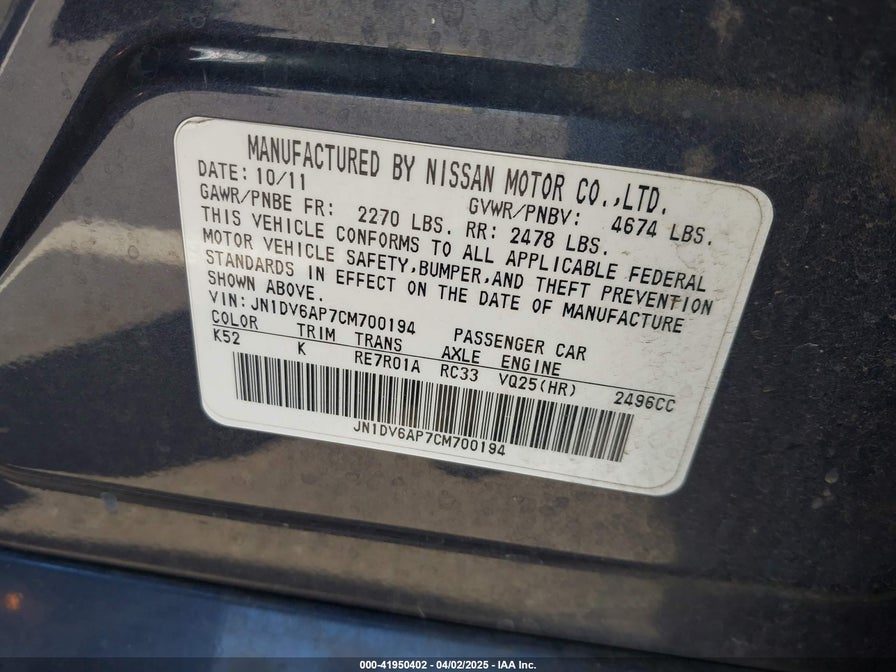 MANUFACTURED BY NISSAN MOTOR CO.,LTD.
DATE: 10/11 GVWR/PNBV: 4674 LBS.
GAWR/PNBE FR: 2270 LBS. RR: 2478 LBS.
THIS VEHICLE CONFORMS TO ALL APPLICABLE FEDERAL
MOTOR VEHICLE SAFETY,BUMPER,AND THEFT PREVENTION
STANDARDS IN EFFECT ON THE DATE OF MANUFACTURE
SHOWN ABOVE.
VIN: JN1DV6AP7CM700194 PASSENGER CAR
COLOR TRIM TRANS AXLE ENGINE
K52 K RE7R01A RC33 VQ25(HR) 2496CC
JN1DV6AP7CM700194
000-41950402 - 04/02/2025 - IAA Inc.